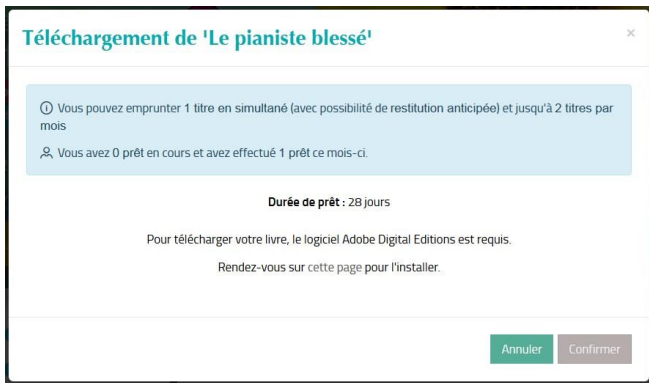 Téléchargement de 'Le pianiste blessé'
×
Vous pouvez emprunter 1 titre en simultané (avec possibilité de restitution anticipée) et jusqu'à 2 titres par
mois
Vous avez 0 prêt en cours et avez effectué 1 prêt ce mois-ci.
Durée de prêt : 28 jours
Pour télécharger votre livre, le logiciel Adobe Digital Editions est requis.
Rendez-vous sur cette page pour l'installer.
Annuler Confirmer